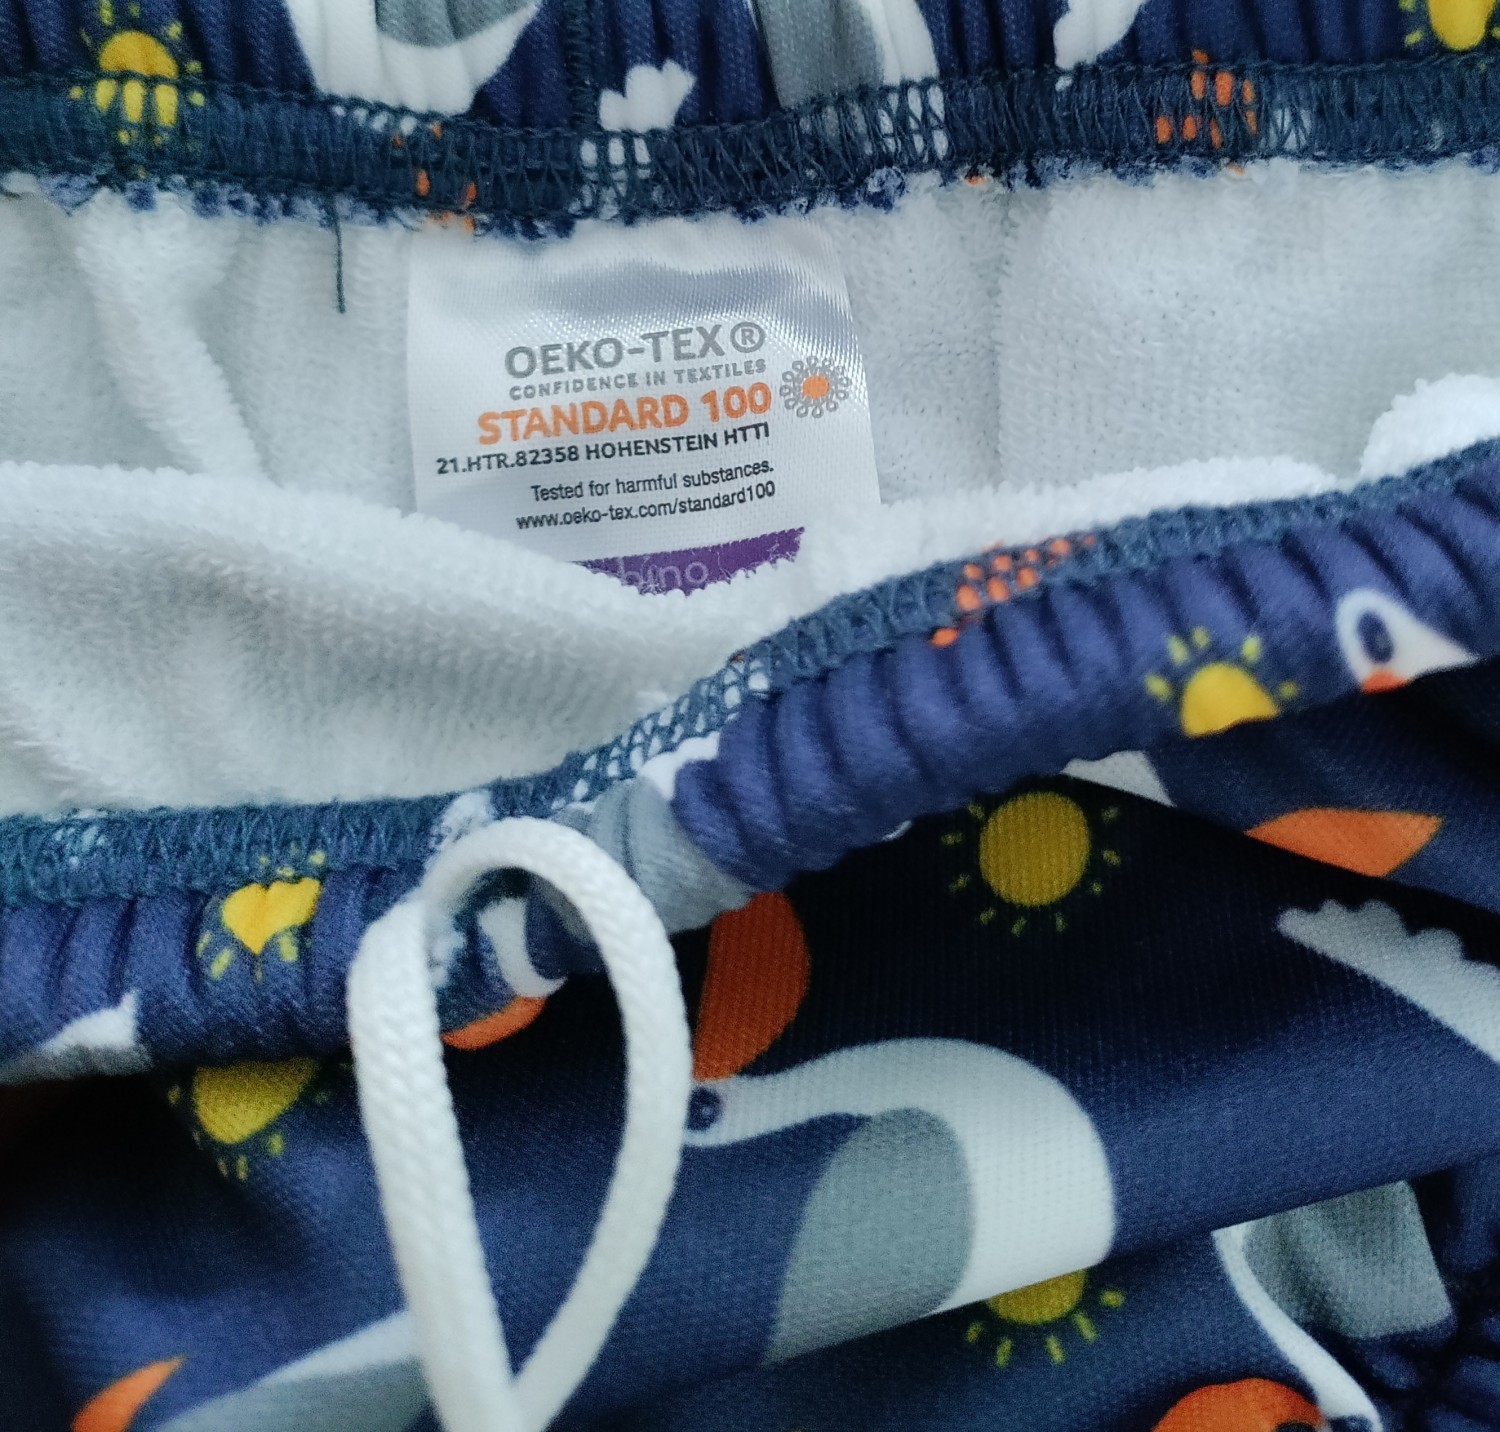 OEKO-TEX®
CONFIDENCE IN TEXTILES
STANDARD 100
21.HTR.82358 HOHENSTEIN HTTI
Tested for harmful substances.
www.oeko-tex.com/standard100